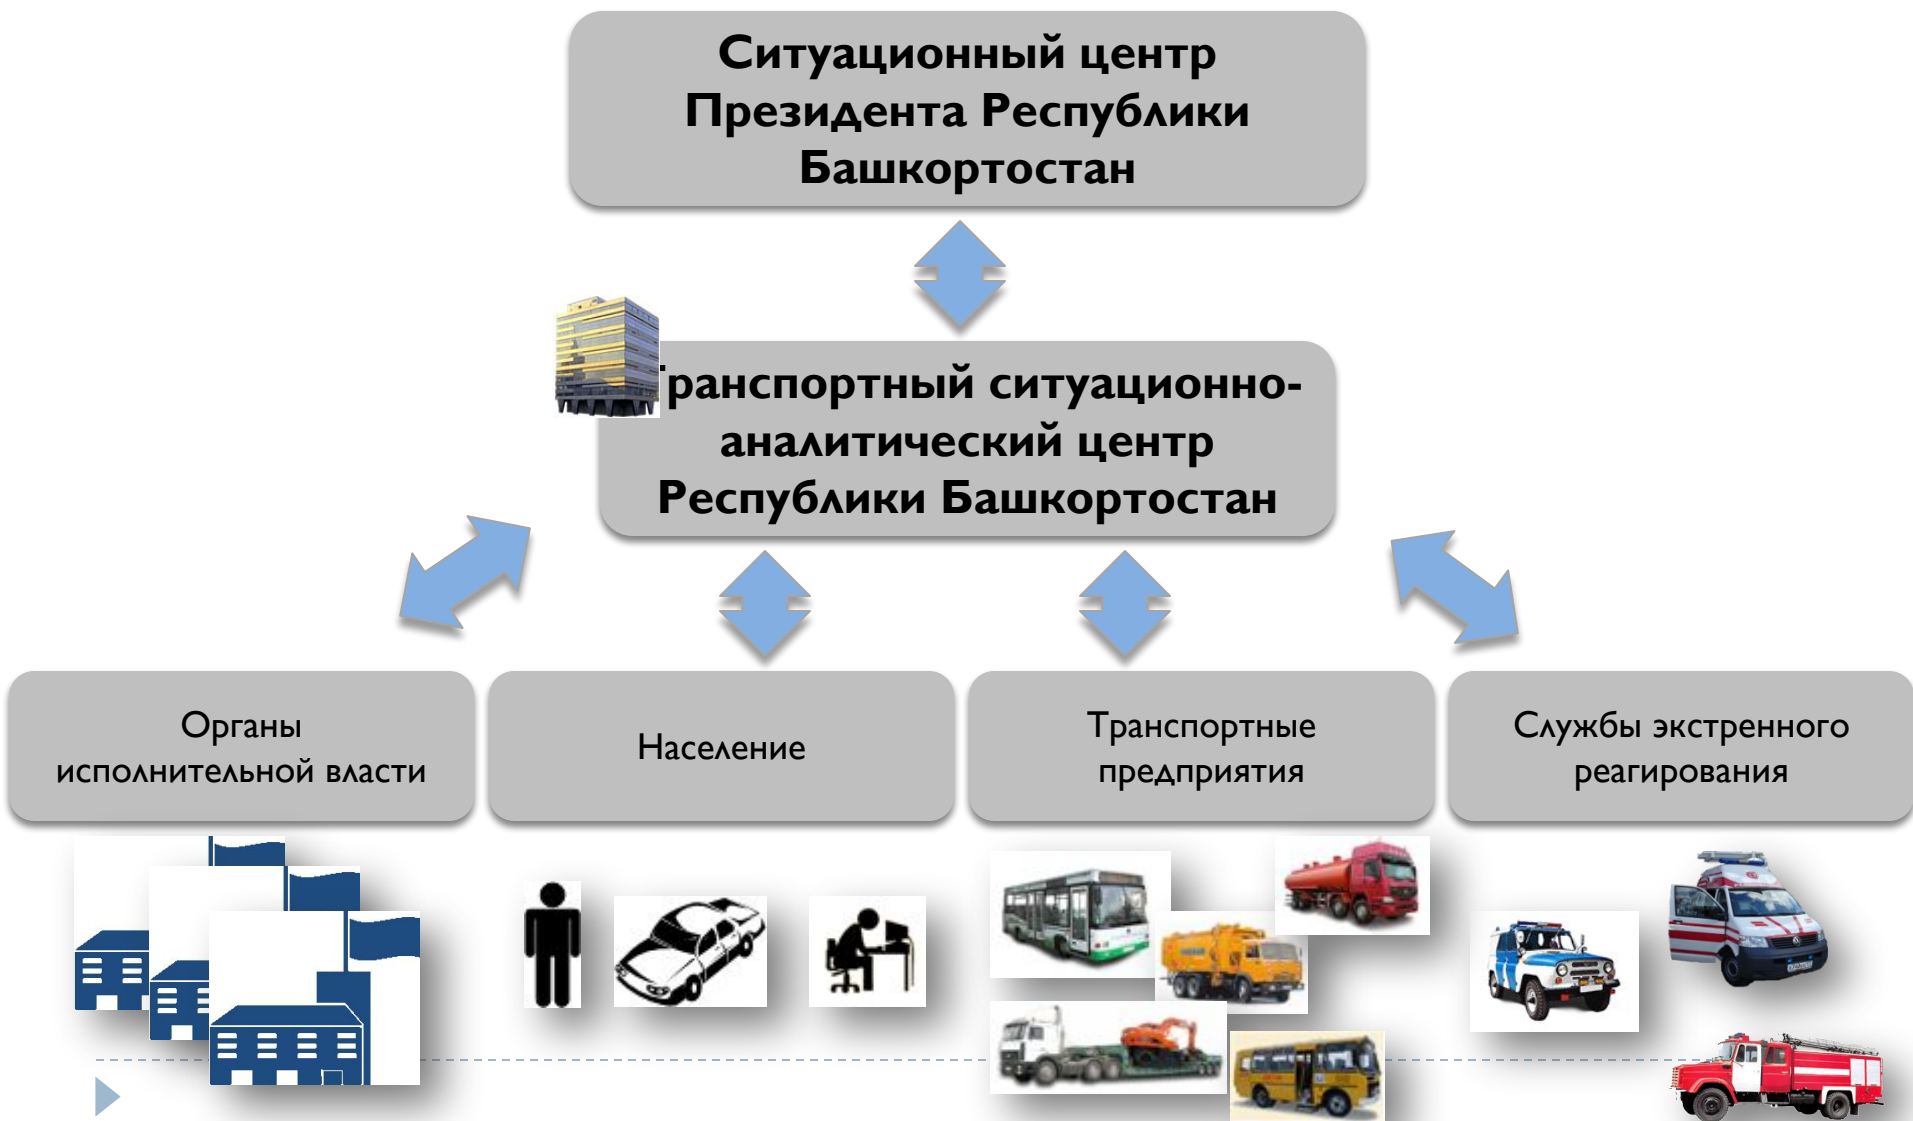 Ситуационный центр
Президента Республики
Башкортостан
Транспортный ситуационно-
аналитический центр
Республики Башкортостан
Органы
исполнительной власти
Население
Транспортные
предприятия
Службы экстренного
реагирования